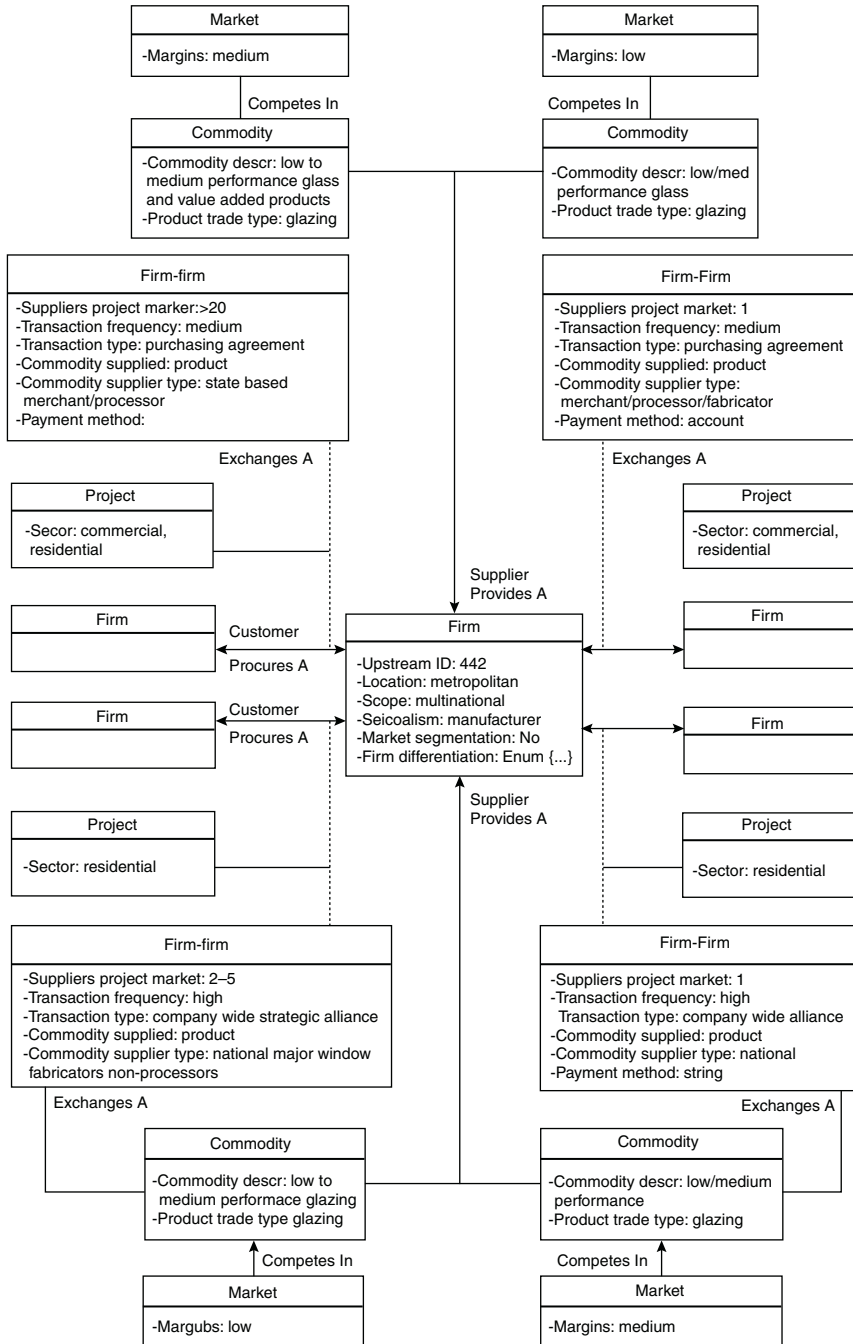 Market
-Margins: medium
Market
-Margins: low
Competes In
Competes In
Commodity
-Commodity descr: low to
medium performance glass
and value added products
-Product trade type: glazing
Commodity
-Commodity descr: low/med
performance glass
-Product trade type: glazing
Firm-firm
-Suppliers project marker:>20
-Transaction frequency: medium
-Transaction type: purchasing agreement
-Commodity supplied: product
-Commodity supplier type: state based
merchant/processor
-Payment method:
Firm-Firm
-Suppliers project market: 1
-Transaction frequency: medium
-Transaction type: purchasing agreement
-Commodity supplied: product
-Commodity supplier type:
merchant/processor/fabricator
-Payment method: account
Exchanges A
Exchanges A
Project
-Secor: commercial,
residential
Project
-Sector: commercial,
residential
Supplier
Provides A
Firm
Customer
Procures A
Firm
-Upstream ID: 442
-Location: metropolitan
-Scope: multinational
-Seicoalism: manufacturer
-Market segmentation: No
-Firm differentiation: Enum {...}
Firm
Firm
Customer
Procures A
Firm
Supplier
Provides A
Project
-Sector: residential
Project
-Sector: residential
Firm-firm
-Suppliers project market: 2–5
-Transaction frequency: high
-Transaction type: company wide strategic alliance
-Commodity supplied: product
-Commodity supplier type: national major window
fabricators non-processors
Firm-Firm
-Suppliers project market: 1
-Transaction frequency: high
Transaction type: company wide alliance
-Commodity supplied: product
-Commodity supplier type: national
-Payment method: string
Exchanges A
Exchanges A
Commodity
-Commodity descr: low to
medium performace glazing
-Product trade type glazing
Commodity
-Commodity descr: low/medium
performance
-Product trade type: glazing
Competes In
Competes In
Market
-Margubs: low
Market
-Margins: medium